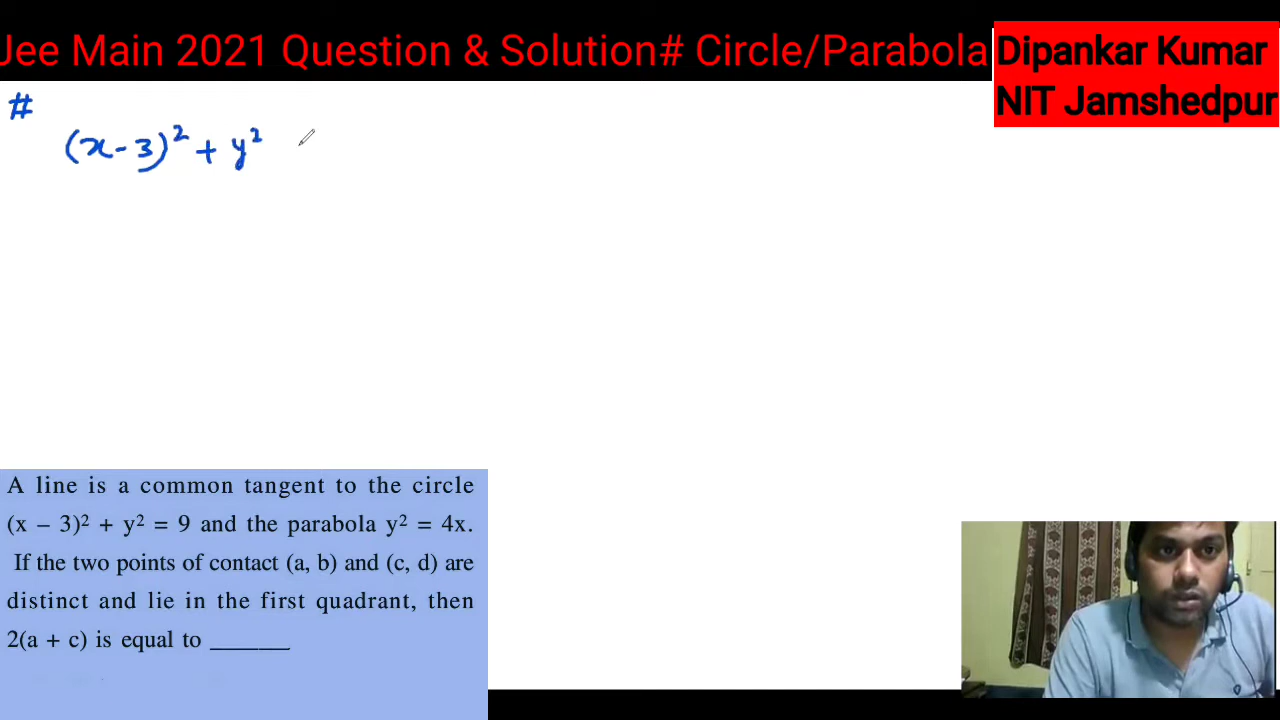 Jee Main 2021 Question & Solution# Circle/Parabola
Dipankar Kumar
NIT Jamshedpur
#
(x-3)² + y²
A line is a common tangent to the circle
(x – 3)² + y² = 9 and the parabola y² = 4x.
If the two points of contact (a, b) and (c, d) are
distinct and lie in the first quadrant, then
2(a + c) is equal to _______